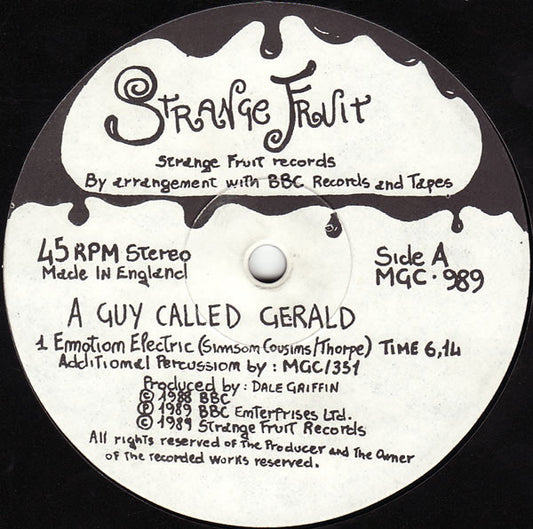 Strange Fruit
Strange Fruit records
By arrangement with BBC Records and Tapes
45 RPM Stereo
Made In England
Side A
MGC · 989
A GUY CALLED GERALD
1 Emotiom Electric (Simmsom Cousims/Thorpe) TIME 6,14
Additiomal Percussiom by : MGC/351
Produced by : DALE GRIFFIN
© 1988 BBC
℗ 1989 BBC Emterprises Ltd.
© 1989 Strange Fruit Records
All rights reserved of the Producer and The Owner
of the recorded works reserved.